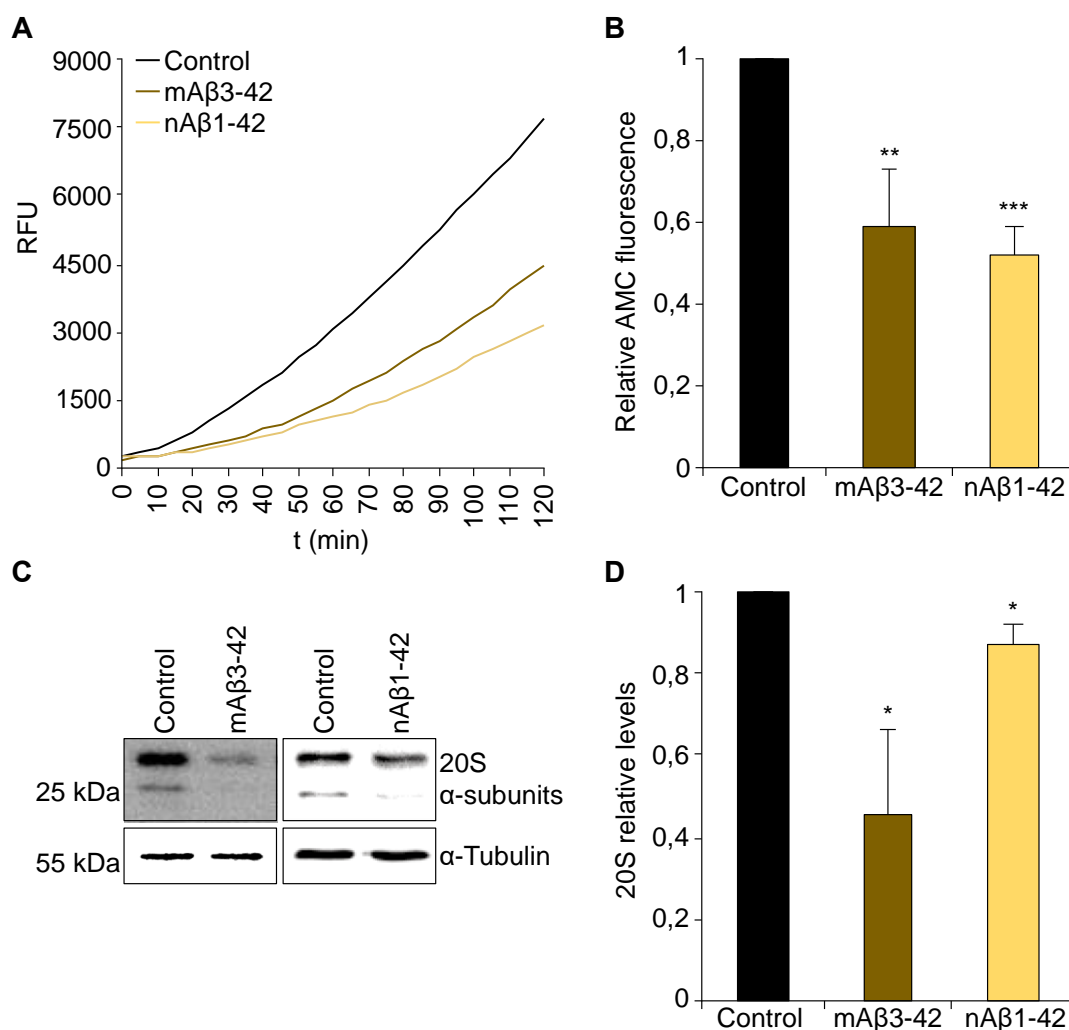 A
9000
7500
6000
4500
3000
1500
0
RFU
Control
mAβ3-42
nAβ1-42
0 10 20 30 40 50 60 70 80 90 100 110 120
t (min)
B
1
0,8
0,6
0,4
0,2
0
Relative AMC fluorescence
**
***
Control mAβ3-42 nAβ1-42
C
Control mAβ3-42 Control nAβ1-42
20S
25 kDa α-subunits
55 kDa α-Tubulin
D
1
0,8
0,6
0,4
0,2
0
20S relative levels
*
*
Control mAβ3-42 nAβ1-42